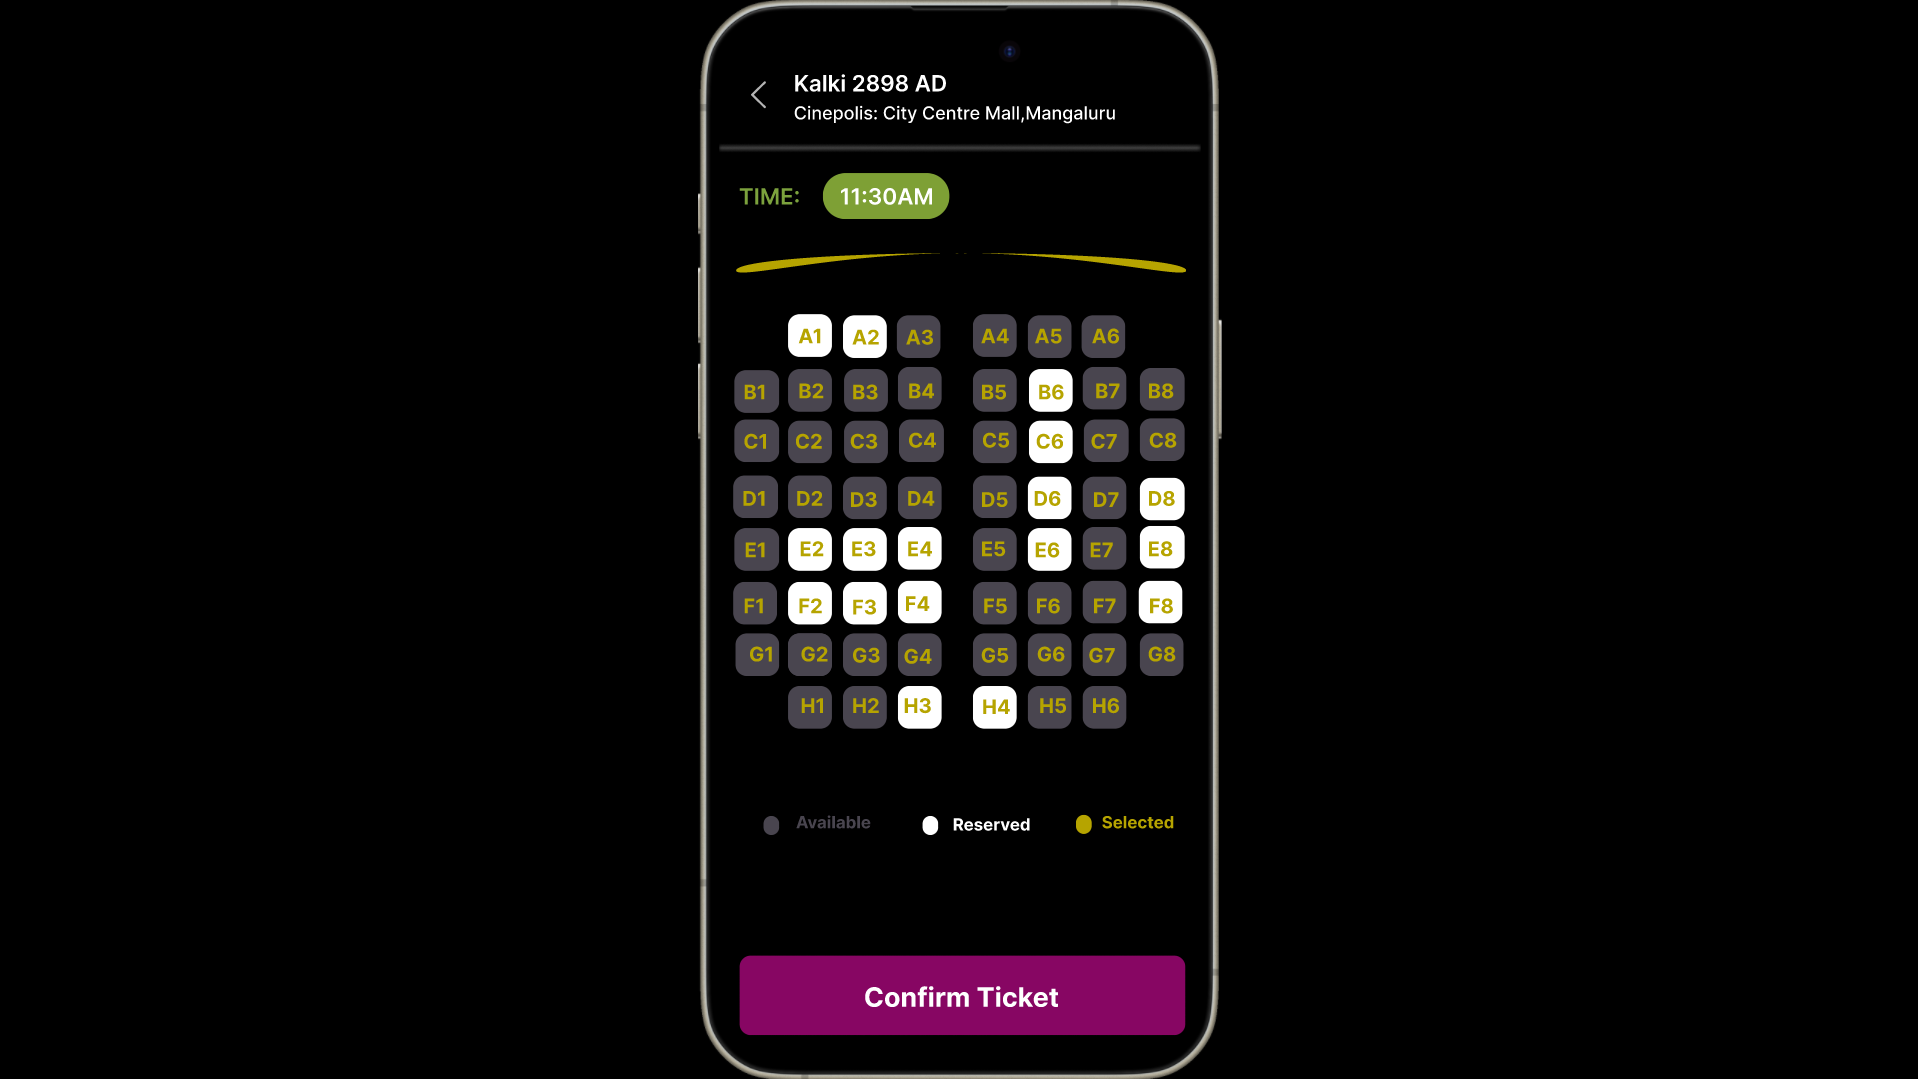 Kalki 2898 AD
Cinepolis: City Centre Mall,Mangaluru
TIME: 11:30AM
A1 A2 A3 A4 A5 A6
B1 B2 B3 B4 B5 B6 B7 B8
C1 C2 C3 C4 C5 C6 C7 C8
D1 D2 D3 D4 D5 D6 D7 D8
E1 E2 E3 E4 E5 E6 E7 E8
F1 F2 F3 F4 F5 F6 F7 F8
G1 G2 G3 G4 G5 G6 G7 G8
H1 H2 H3 H4 H5 H6
Available Reserved Selected
Confirm Ticket